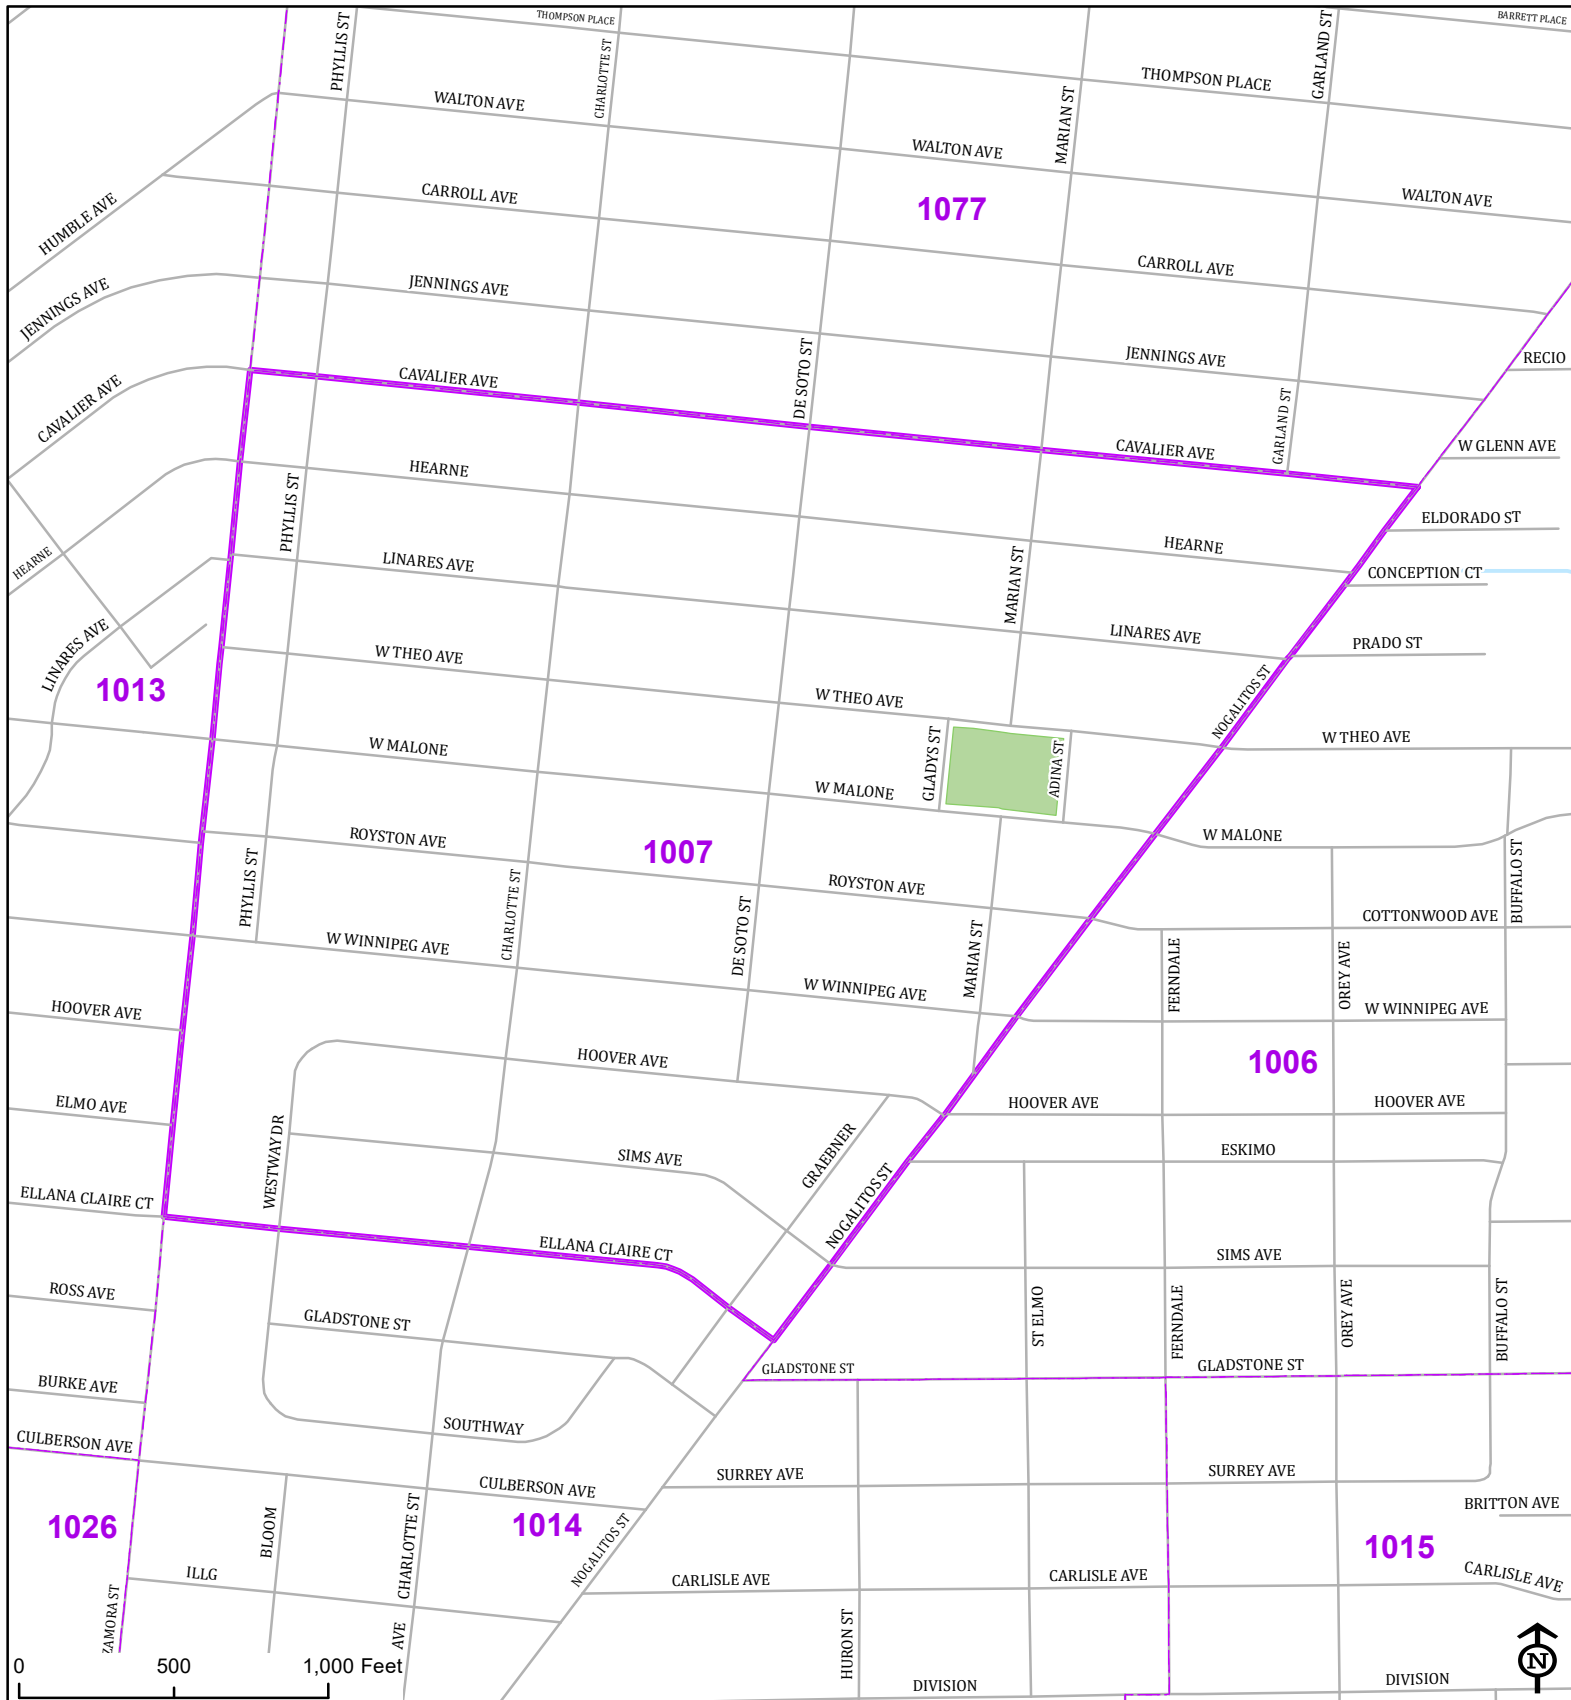 THOMPSON PLACE
BARRETT PLACE
PHYLLIS ST
CHARLOTTE ST
GARLAND ST
THOMPSON PLACE
WALTON AVE
MARIAN ST
WALTON AVE
WALTON AVE
CARROLL AVE
1077
HUMBLE AVE
CARROLL AVE
JENNINGS AVE
JENNINGS AVE
JENNINGS AVE
RECIO
DE SOTO ST
CAVALIER AVE
CAVALIER AVE
GARLAND ST
CAVALIER AVE
W GLENN AVE
HEARNE
PHYLLIS ST
ELDORADO ST
HEARNE
HEARNE
LINARES AVE
CONCEPTION CT
MARIAN ST
LINARES AVE
LINARES AVE
PRADO ST
W THEO AVE
1013
W THEO AVE
NOGALITOS ST
W THEO AVE
W MALONE
GLADYS ST
ADINA ST
W MALONE
ROYSTON AVE
W MALONE
1007
BUFFALO ST
PHYLLIS ST
ROYSTON AVE
CHARLOTTE ST
COTTONWOOD AVE
DE SOTO ST
W WINNIPEG AVE
MARIAN ST
FERNDALE
OREY AVE
W WINNIPEG AVE
HOOVER AVE
W WINNIPEG AVE
HOOVER AVE
1006
ELMO AVE
HOOVER AVE
HOOVER AVE
WESTWAY DR
SIMS AVE
GRAEBNER
ESKIMO
ELLANA CLAIRE CT
NOGALITOS ST
ELLANA CLAIRE CT
SIMS AVE
ROSS AVE
GLADSTONE ST
ST ELMO
FERNDALE
OREY AVE
BUFFALO ST
GLADSTONE ST
GLADSTONE ST
BURKE AVE
SOUTHWAY
CULBERSON AVE
CULBERSON AVE
SURREY AVE
SURREY AVE
BRITTON AVE
1026
BLOOM
CHARLOTTE ST
1014
NOGALITOS ST
1015
ILLG
CARLISLE AVE
CARLISLE AVE
CARLISLE AVE
ZAMORA ST
AVE
HURON ST
N
0 500 1,000 Feet
DIVISION
DIVISION